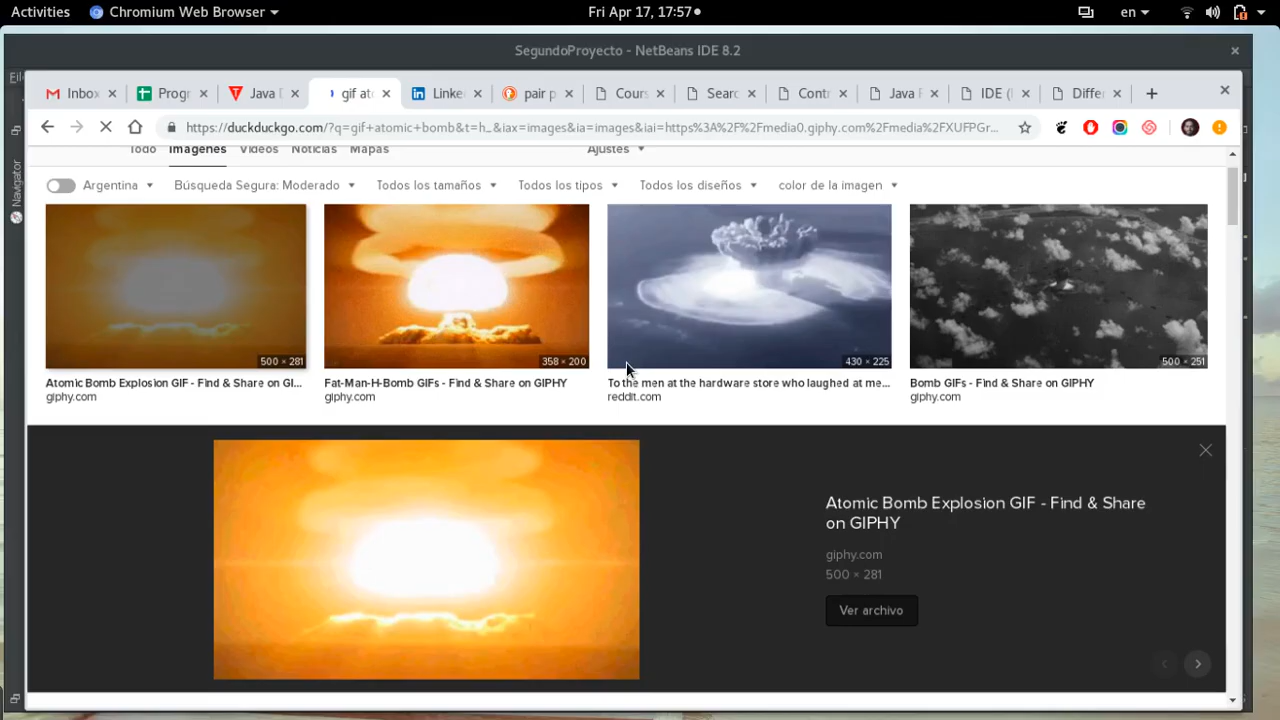 Activities Chromium Web Browser Fri Apr 17, 17:57 en
SegundoProyecto - NetBeans IDE 8.2
File
Inbox Progr Java D gif ato Linke pair p Cours Searc Contr Java F IDE (I Differ
https://duckduckgo.com/?q=gif+atomic+bomb&t=h_&iax=images&ia=images&iai=https%3A%2F%2Fmedia0.giphy.com%2Fmedia%2FXUFPGr...
Todo Imágenes Vídeos Noticias Mapas Ajustes
Navigator
Argentina Búsqueda Segura: Moderado Todos los tamaños Todos los tipos Todos los diseños color de la imagen
500 × 281 358 × 200 430 × 225 500 × 251
Atomic Bomb Explosion GIF - Find & Share on GI... Fat-Man-H-Bomb GIFs - Find & Share on GIPHY To the men at the hardware store who laughed at me... Bomb GIFs - Find & Share on GIPHY
giphy.com giphy.com reddit.com giphy.com
Atomic Bomb Explosion GIF - Find & Share
on GIPHY
giphy.com
500 × 281
Ver archivo